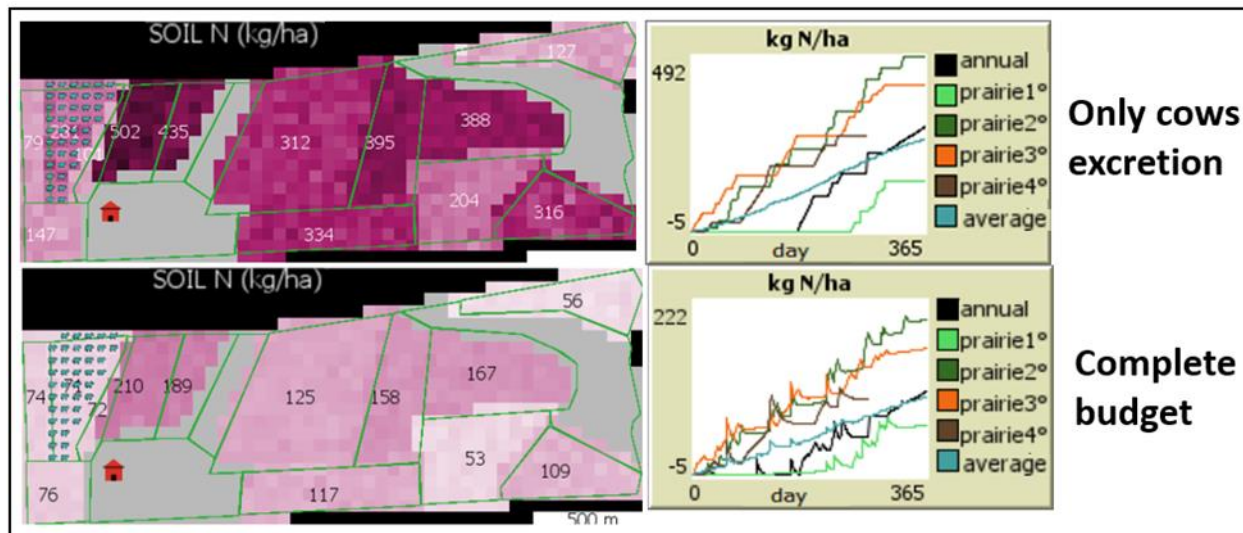 SOIL N (kg/ha)
127
79 231 104 502 435 312 395 388
204 316
147 334
kg N/ha
492
-5
0 day 365
annual
prairie1°
prairie2°
prairie3°
prairie4°
average
Only cows
excretion
SOIL N (kg/ha)
56
74 71 72 210 189 125 158 167
53 109
76 117
500 m
kg N/ha
222
-5
0 day 365
annual
prairie1°
prairie2°
prairie3°
prairie4°
average
Complete
budget